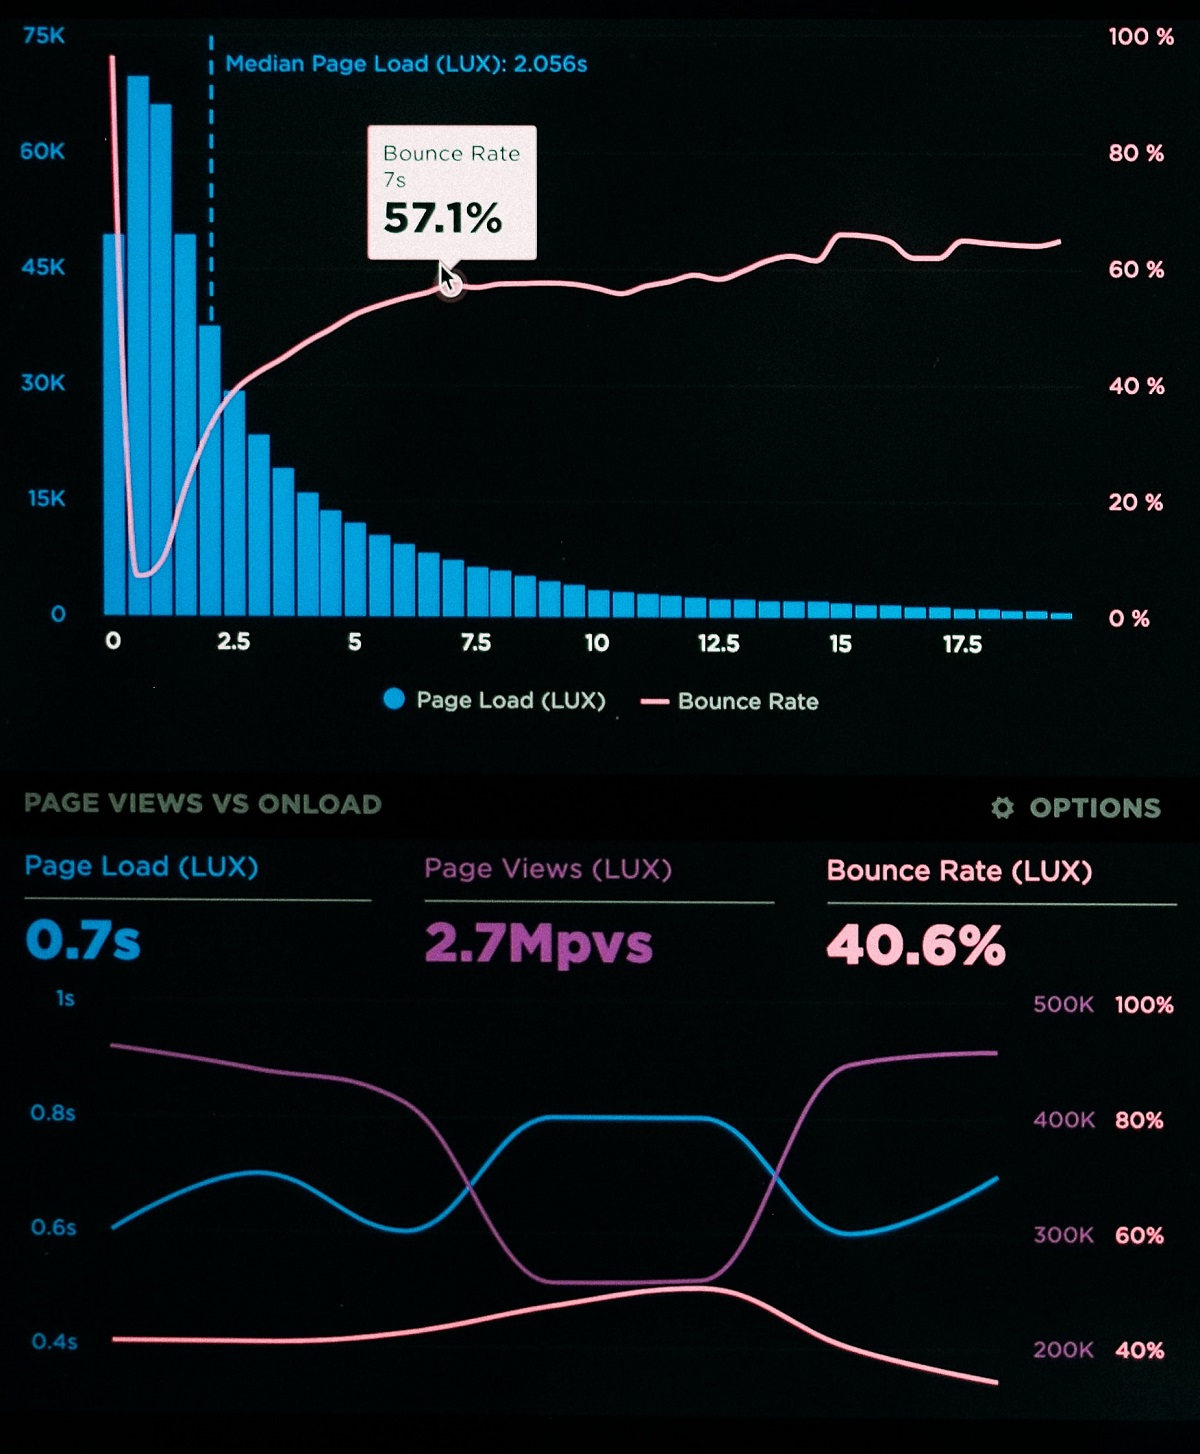 75K
100 %
Median Page Load (LUX): 2.056s
60K
80 %
Bounce Rate
7s
57.1%
45K
60 %
30K
40 %
15K
20 %
0
0 %
0 2.5 5 7.5 10 12.5 15 17.5
Page Load (LUX) Bounce Rate
PAGE VIEWS VS ONLOAD
OPTIONS
Page Load (LUX) Page Views (LUX) Bounce Rate (LUX)
0.7s 2.7Mpvs 40.6%
1s 500K 100%
0.8s 400K 80%
0.6s 300K 60%
0.4s 200K 40%